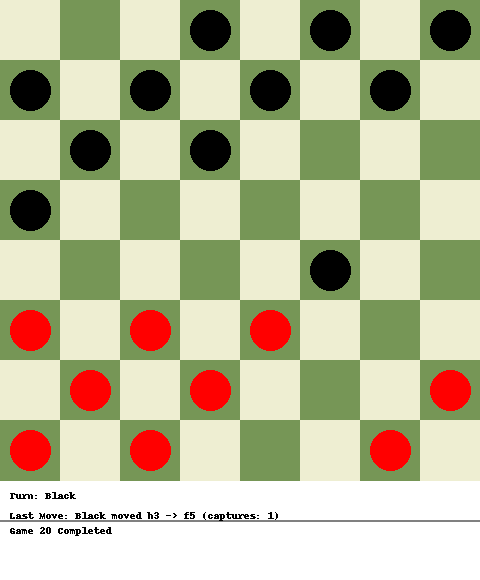 Turn: Black
Last Move: Black moved h3 -> f5 (captures: 1)
Game 20 Completed